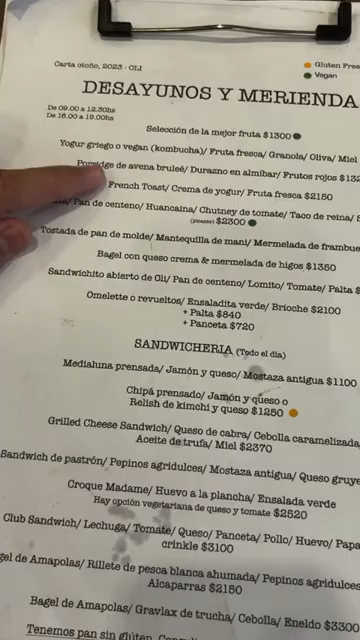 Carta otoño, 2023 - OLI
Gluten Free
Vegan
DESAYUNOS Y MERIENDA
De 09.00 a 12.30hs
De 16.00 a 19.00hs
Selección de la mejor fruta $1300
Yogur griego o vegan (kombucha)/ Fruta fresca/ Granola/ Oliva/ Miel
Porridge de avena bruleé/ Durazno en almíbar/ Frutos rojos $132
French Toast/ Crema de yogur/ Fruta fresca $2150
Pan de centeno/ Huancaína/ Chutney de tomate/ Taco de reina/
$2300
Tostada de pan de molde/ Mantequilla de maní/ Mermelada de frambue
Bagel con queso crema & mermelada de higos $1350
Sandwichito abierto de Oli/ Pan de centeno/ Lomito/ Tomate/ Palta $
Omelette o revueltos/ Ensaladita verde/ Brioche $2100
+ Palta $840
+ Panceta $720
SANDWICHERIA (Todo el día)
Medialuna prensada/ Jamón y queso/ Mostaza antigua $1100
Chipá prensado/ Jamón y queso o
Relish de kimchi y queso $1250
Grilled Cheese Sandwich/ Queso de cabra/ Cebolla caramelizada/
Aceite de trufa/ Miel $2370
Sandwich de pastrón/ Pepinos agridulces/ Mostaza antigua/ Queso gruye
Croque Madame/ Huevo a la plancha/ Ensalada verde
Hay opción vegetariana de queso y tomate $2520
Club Sandwich/ Lechuga/ Tomate/ Queso/ Panceta/ Pollo/ Huevo/ Papa
crinkle $3100
gel de Amapolas/ Rillete de pesca blanca ahumada/ Pepinos agridulces
Alcaparras $2150
Bagel de Amapolas/ Gravlax de trucha/ Cebolla/ Eneldo $3300
Tenemos pan sin gluten.